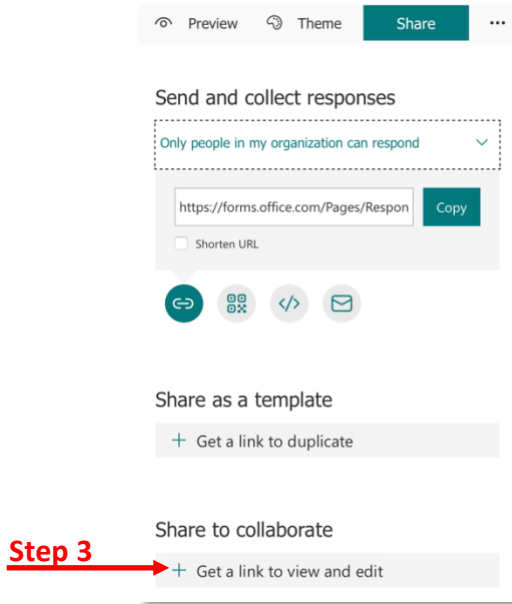 Preview Theme Share ...
Send and collect responses
Only people in my organization can respond
https://forms.office.com/Pages/Respon Copy
Shorten URL
</>
Share as a template
+ Get a link to duplicate
Share to collaborate
Step 3
+ Get a link to view and edit